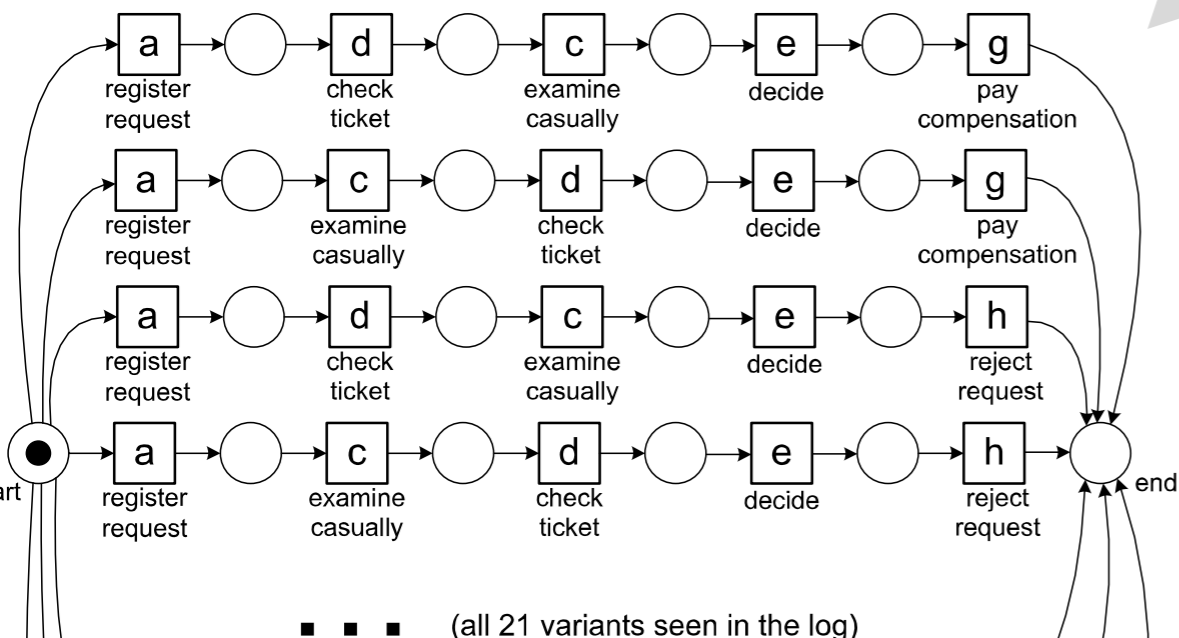 a d c e g
register check examine decide pay
request ticket casually compensation
a c d e g
register examine check decide pay
request casually ticket compensation
a d c e h
register check examine decide reject
request ticket casually request
a c d e h
art register examine check decide reject end
request casually ticket request
(all 21 variants seen in the log)